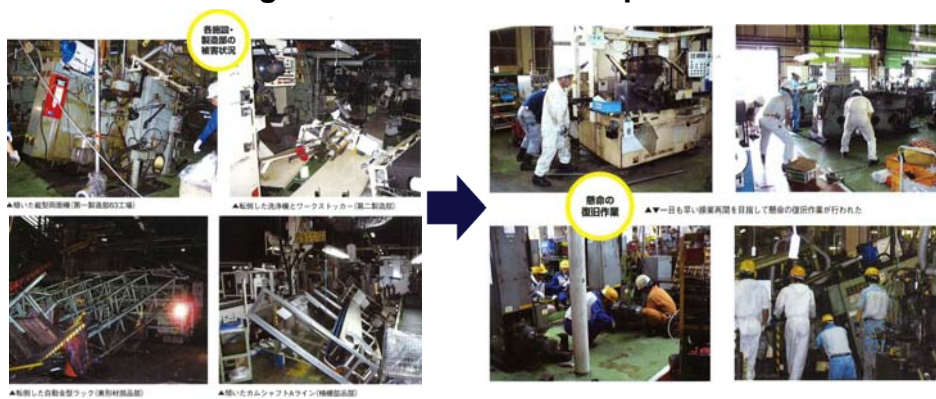 各施設・
製造部の
被害状況
▲傾いた縦型両面機(第一製造部63工場)
▲転倒した洗浄機とワークストッカー(第二製造部)
▲転倒した自動金型ラック(素形材部品部)
▲傾いたカムシャフトAライン(精機部品部)
懸命の
復旧作業
▲▼一日も早い操業再開を目指して懸命の復旧作業が行われた